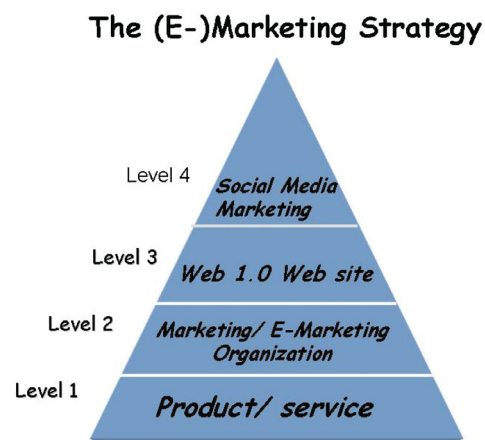 The (E-)Marketing Strategy
Level 4
Social Media
Marketing
Level 3
Web 1.0 Web site
Level 2
Marketing/ E-Marketing
Organization
Level 1
Product/ service